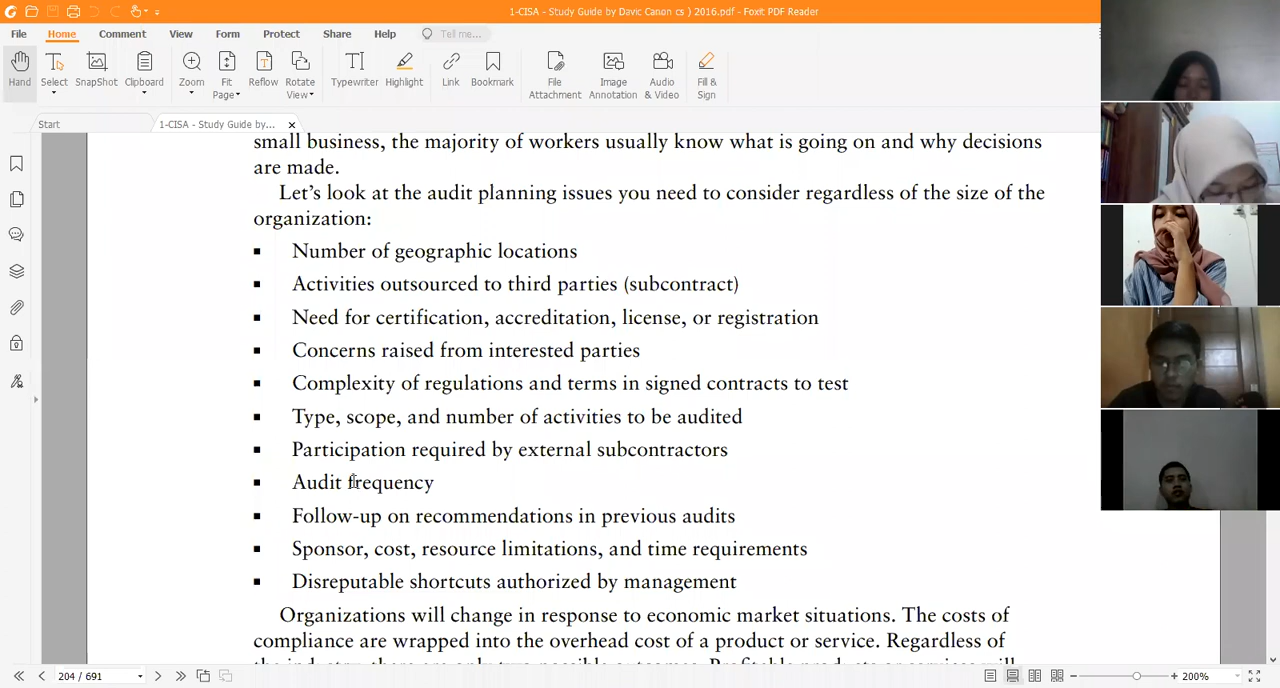 1-CISA - Study Guide by Davic Canon cs ) 2016.pdf - Foxit PDF Reader
File Home Comment View Form Protect Share Help Tell me...
Hand Select SnapShot Clipboard Zoom Fit Page Reflow Rotate View Typewriter Highlight Link Bookmark File Attachment Image Annotation Audio & Video Fill & Sign
Start 1-CISA - Study Guide by...
small business, the majority of workers usually know what is going on and why decisions
are made.
Let’s look at the audit planning issues you need to consider regardless of the size of the
organization:
▪ Number of geographic locations
▪ Activities outsourced to third parties (subcontract)
▪ Need for certification, accreditation, license, or registration
▪ Concerns raised from interested parties
▪ Complexity of regulations and terms in signed contracts to test
▪ Type, scope, and number of activities to be audited
▪ Participation required by external subcontractors
▪ Audit frequency
▪ Follow-up on recommendations in previous audits
▪ Sponsor, cost, resource limitations, and time requirements
▪ Disreputable shortcuts authorized by management
Organizations will change in response to economic market situations. The costs of
compliance are wrapped into the overhead cost of a product or service. Regardless of
204 / 691 200%